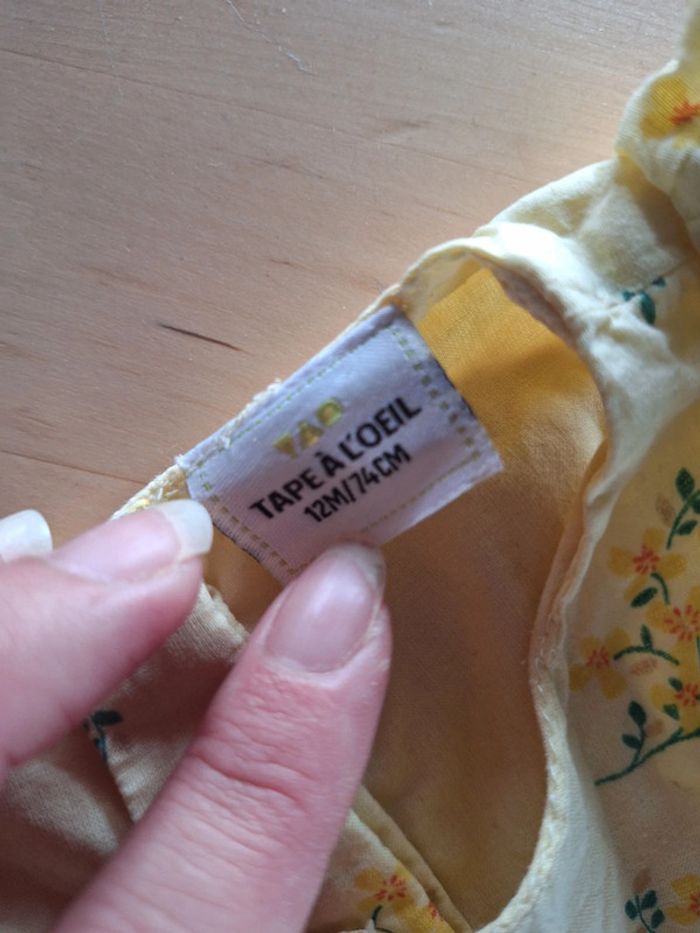 TAO
TAPE À L'OEIL
12M/74CM